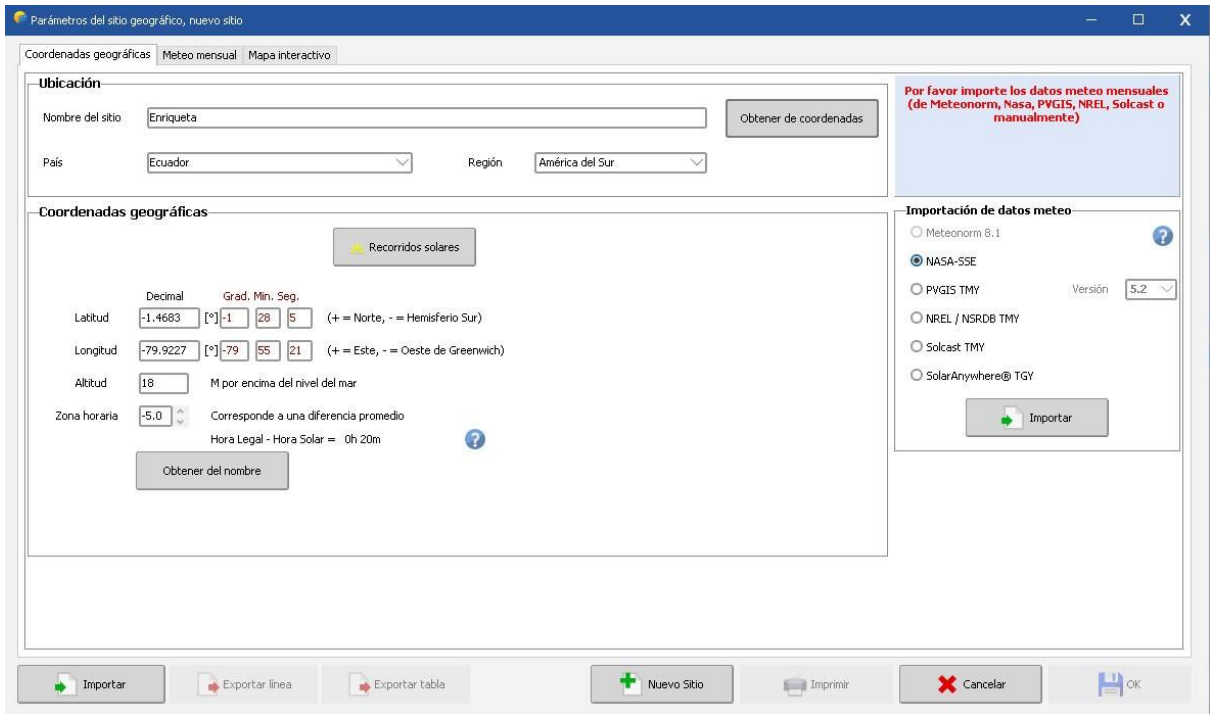 Parámetros del sitio geográfico, nuevo sitio
X
Coordenadas geográficas Meteo mensual Mapa interactivo
Ubicación
Nombre del sitio Enriqueta Obtener de coordenadas
País Ecuador Región América del Sur
Por favor importe los datos meteo mensuales
(de Meteonorm, Nasa, PVGIS, NREL, Solcast o
manualmente)
Coordenadas geográficas
Recorridos solares
Decimal Grad. Min. Seg.
Latitud -1.4683 [°] -1 28 5 (+ = Norte, - = Hemisferio Sur)
Longitud -79.9227 [°] -79 55 21 (+ = Este, - = Oeste de Greenwich)
Altitud 18 M por encima del nivel del mar
Zona horaria -5.0 Corresponde a una diferencia promedio
Hora Legal - Hora Solar = 0h 20m ?
Obtener del nombre
Importación de datos meteo
Meteonorm 8.1 ?
NASA-SSE
PVGIS TMY Versión 5.2
NREL / NSRDB TMY
Solcast TMY
SolarAnywhere® TGY
Importar
Importar Exportar línea Exportar tabla Nuevo Sitio Imprimir Cancelar OK